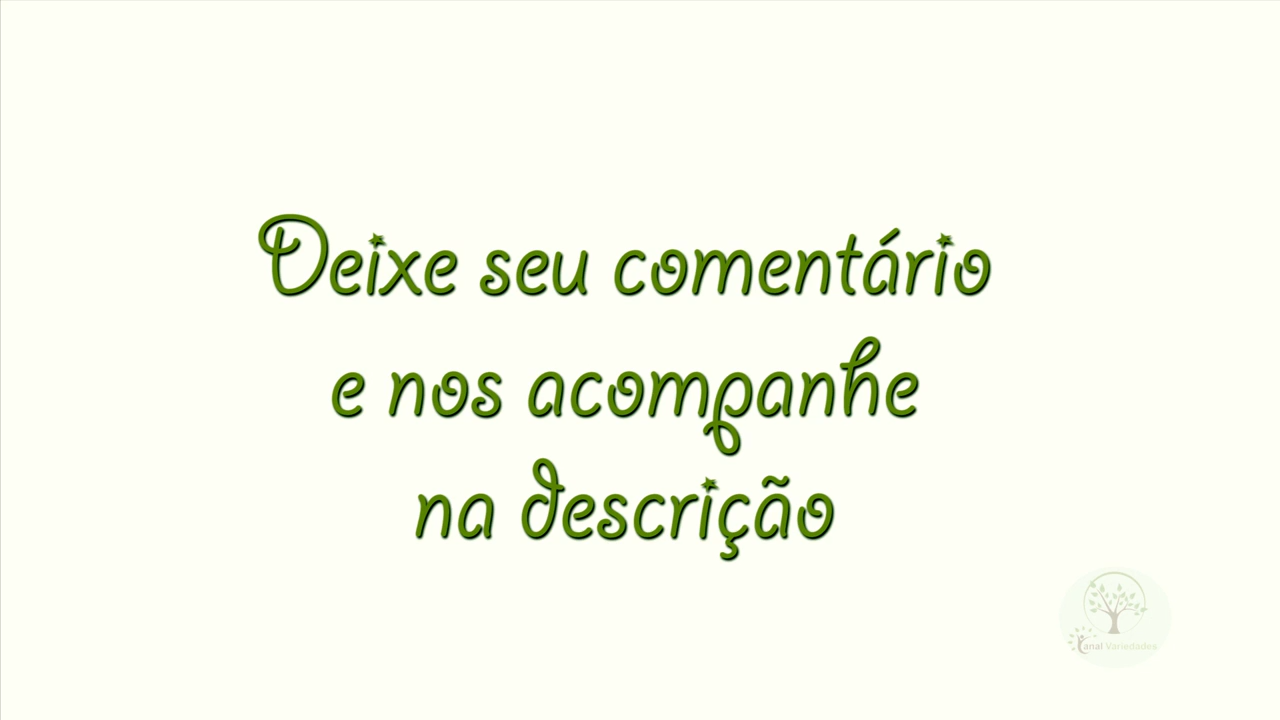 Deixe seu comentário
e nos acompanhe
na descrição
Canal Variedades